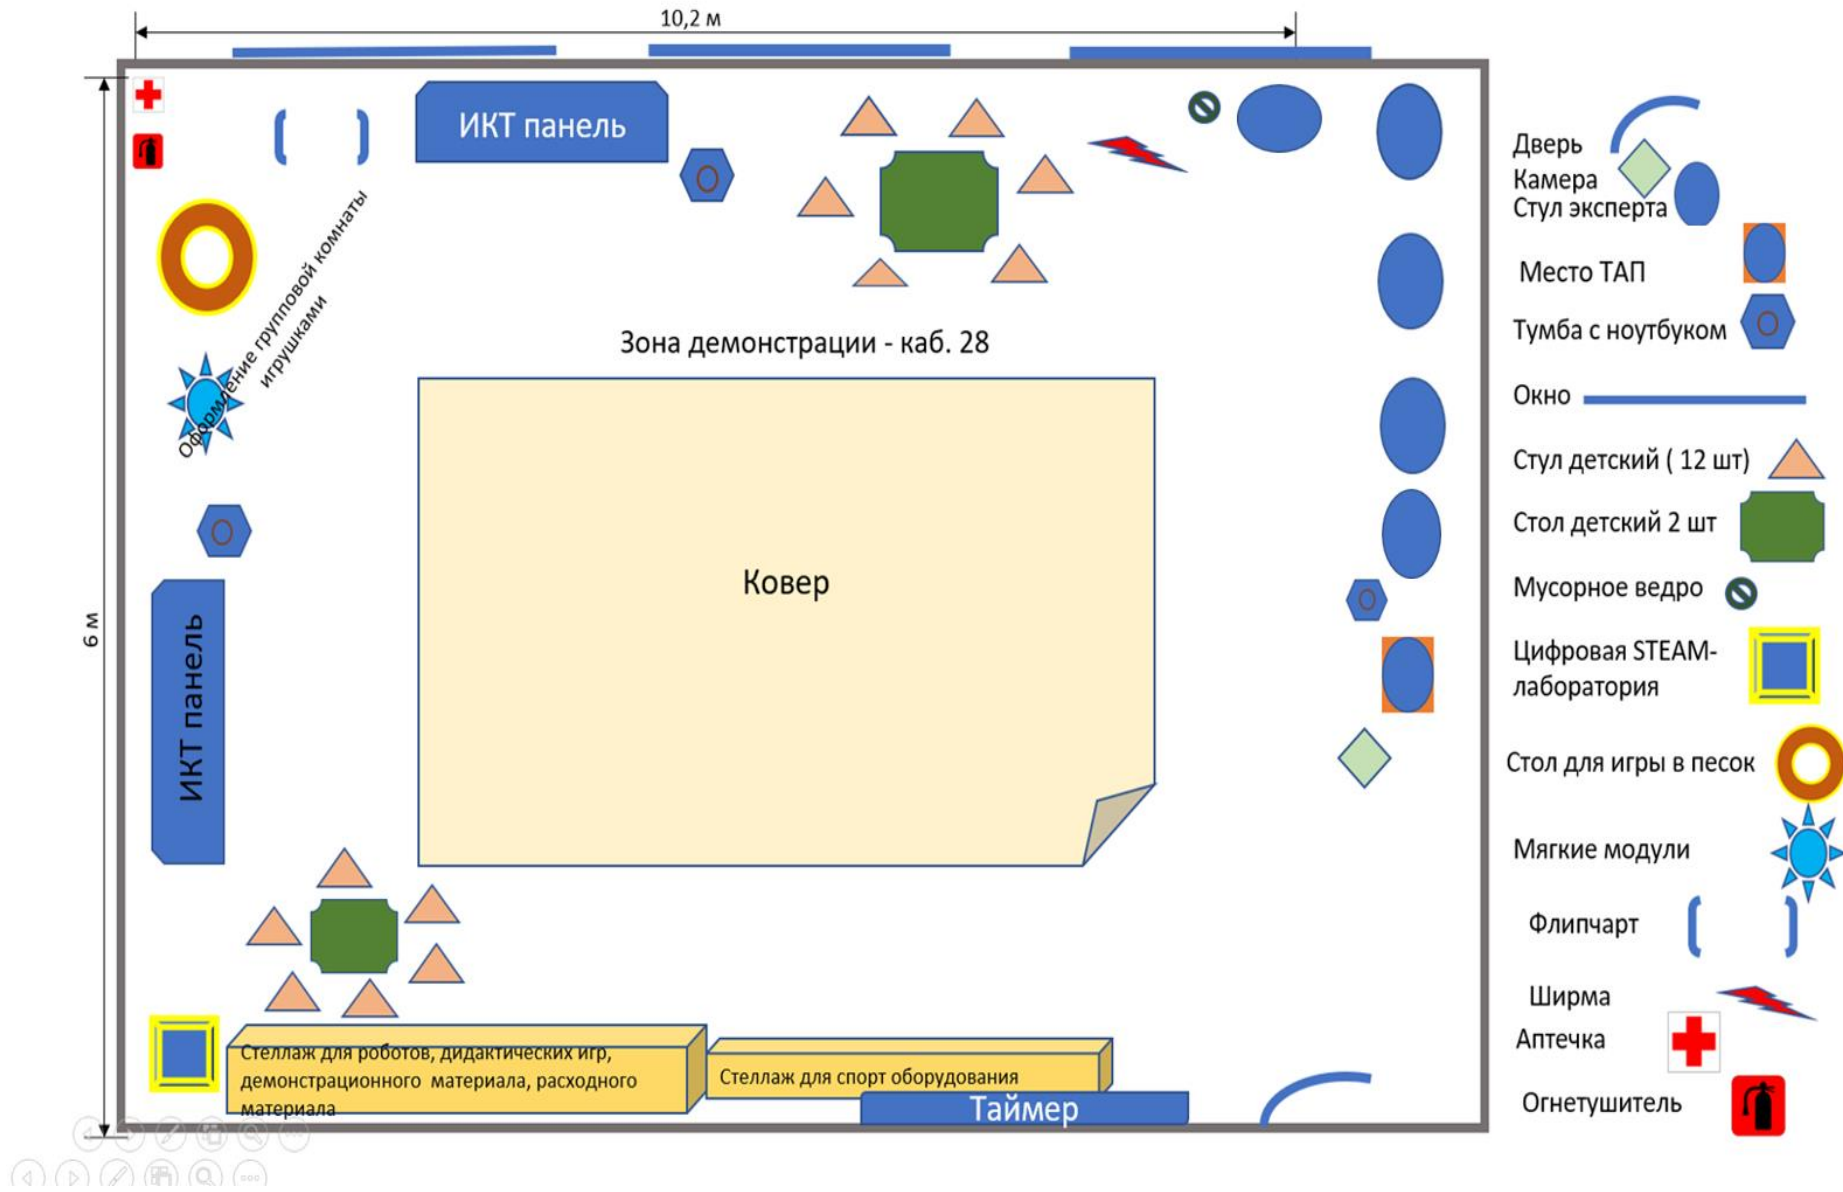 10,2 м
ИКТ панель
Оформление групповой комнаты
игрушками
Зона демонстрации - каб. 28
6 м
Ковер
ИКТ панель
Стеллаж для роботов, дидактических игр,
демонстрационного материала, расходного
материала
Стеллаж для спорт оборудования
Таймер
Дверь
Камера
Стул эксперта
Место ТАП
Тумба с ноутбуком
Окно
Стул детский ( 12 шт)
Стол детский 2 шт
Мусорное ведро
Цифровая STEAM-
лаборатория
Стол для игры в песок
Мягкие модули
Флипчарт
Ширма
Аптечка
Огнетушитель